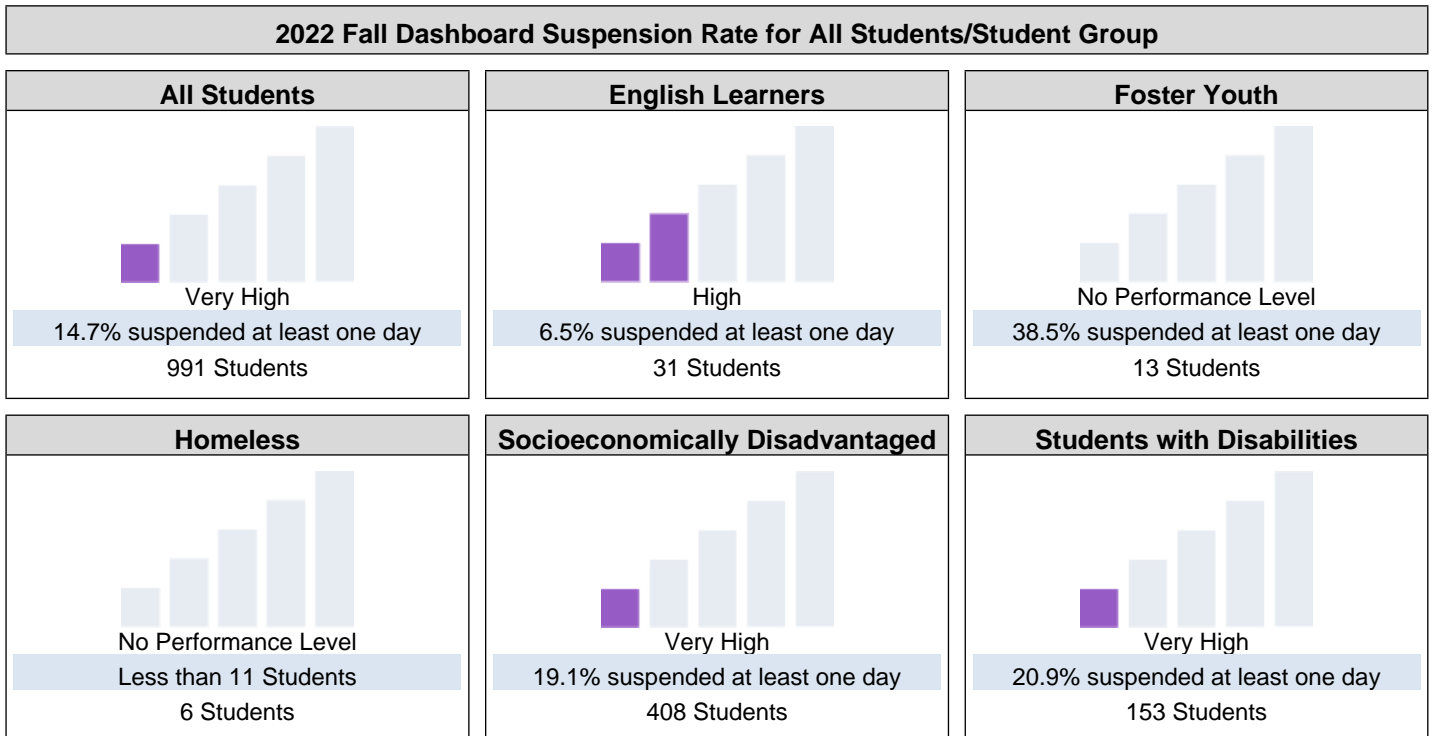 2022 Fall Dashboard Suspension Rate for All Students/Student Group
All Students
Very High
14.7% suspended at least one day
991 Students
English Learners
High
6.5% suspended at least one day
31 Students
Foster Youth
No Performance Level
38.5% suspended at least one day
13 Students
Homeless
No Performance Level
Less than 11 Students
6 Students
Socioeconomically Disadvantaged
Very High
19.1% suspended at least one day
408 Students
Students with Disabilities
Very High
20.9% suspended at least one day
153 Students